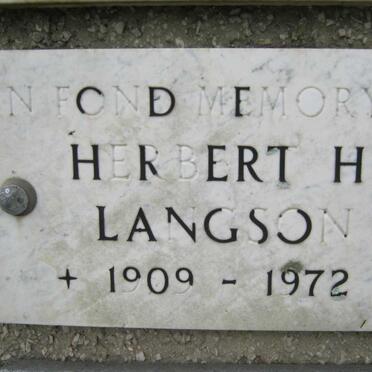 IN FOND MEMORY
HERBERT H
LANGSON
+ 1909 - 1972